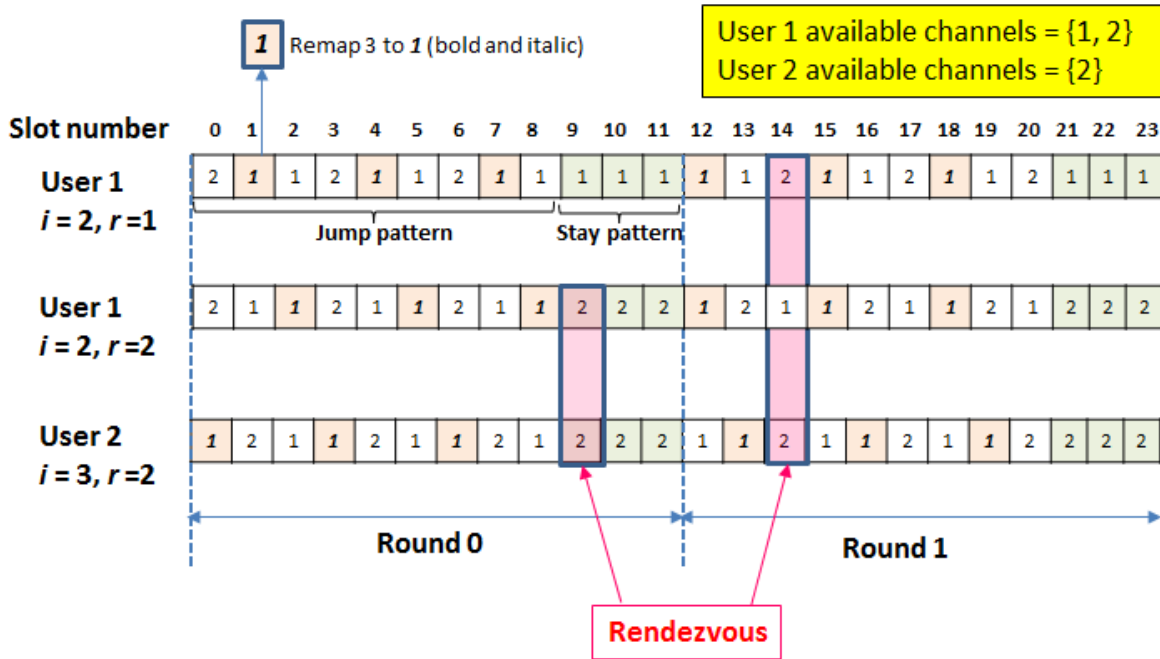 1 Remap 3 to 1 (bold and italic)
User 1 available channels = {1, 2}
User 2 available channels = {2}
Slot number 0 1 2 3 4 5 6 7 8 9 10 11 12 13 14 15 16 17 18 19 20 21 22 23
User 1
i = 2, r =1
2 1 1 2 1 1 2 1 1 1 1 1 1 1 2 1 1 2 1 1 2 1 1 1
Jump pattern Stay pattern
User 1
i = 2, r =2
2 1 1 2 1 1 2 1 1 2 2 2 1 2 1 1 2 1 1 2 1 2 2 2
User 2
i = 3, r =2
1 2 1 1 2 1 1 2 1 2 2 2 1 1 2 1 1 2 1 1 2 2 2 2
Round 0 Round 1
Rendezvous